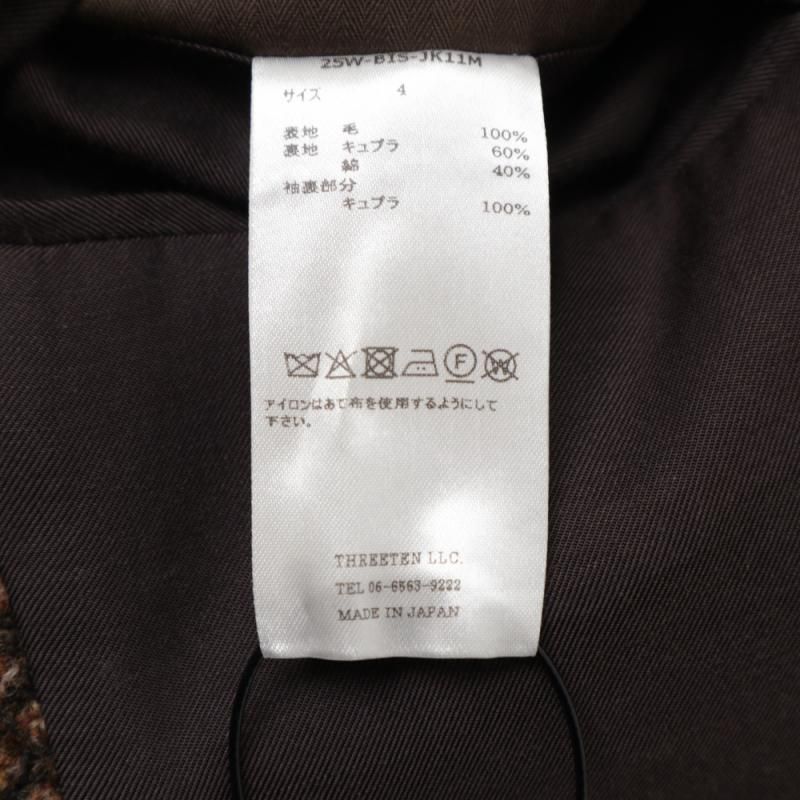 25W-BIS-JK11M
サイズ 4
表地 毛 100%
裏地 キュプラ 60%
綿 40%
袖裏部分
キュプラ 100%
F W
アイロンはあて布を使用するようにして
下さい。
THREETEN LLC.
TEL 06-6563-9222
MADE IN JAPAN